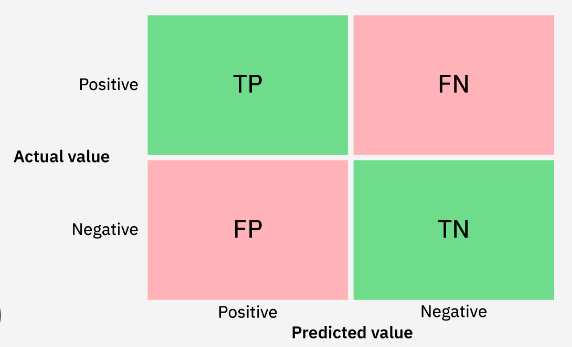 Positive
TP
FN
Actual value
Negative
FP
TN
Positive
Negative
Predicted value